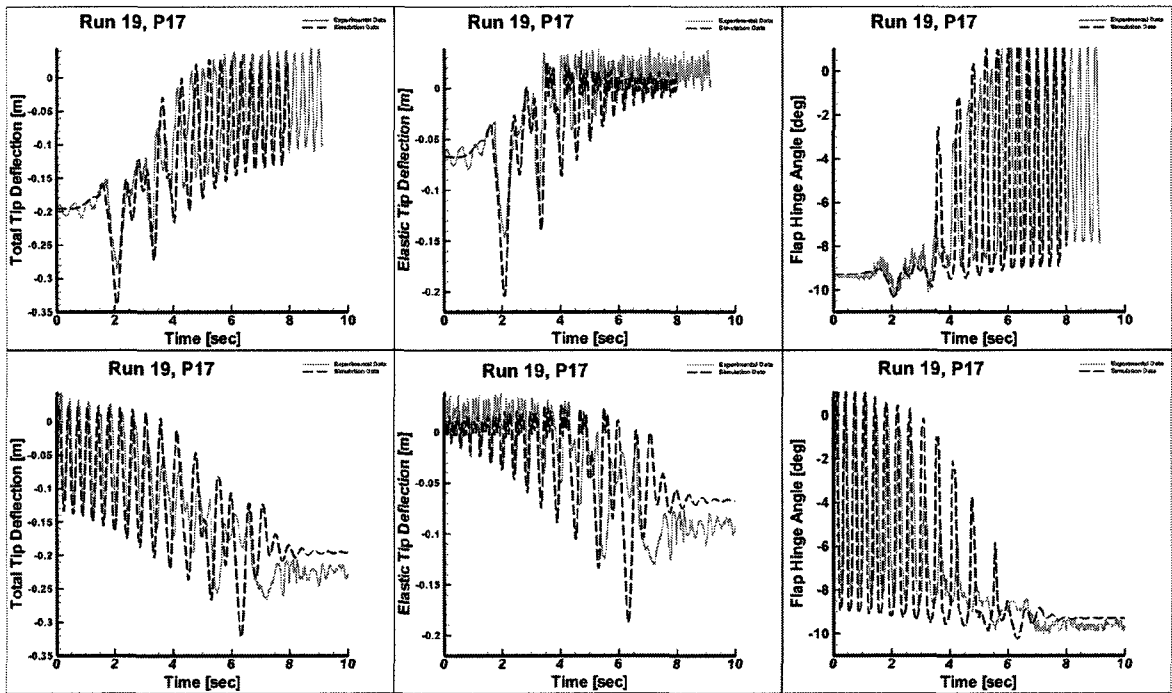 Run 19, P17
Experimental Data
Simulation Data
Total Tip Deflection [m]
0
-0.05
-0.1
-0.15
-0.2
-0.25
-0.3
-0.35
0 2 4 6 8 10
Time [sec]
Run 19, P17
Experimental Data
Simulation Data
Elastic Tip Deflection [m]
0
-0.05
-0.1
-0.15
-0.2
0 2 4 6 8 10
Time [sec]
Run 19, P17
Experimental Data
Simulation Data
Flap Hinge Angle [deg]
0
-2
-4
-6
-8
-10
0 2 4 6 8 10
Time [sec]
Run 19, P17
Experimental Data
Simulation Data
Total Tip Deflection [m]
0
-0.05
-0.1
-0.15
-0.2
-0.25
-0.3
-0.35
0 2 4 6 8 10
Time [sec]
Run 19, P17
Experimental Data
Simulation Data
Elastic Tip Deflection [m]
0
-0.05
-0.1
-0.15
-0.2
0 2 4 6 8 10
Time [sec]
Run 19, P17
Experimental Data
Simulation Data
Flap Hinge Angle [deg]
0
-2
-4
-6
-8
-10
0 2 4 6 8 10
Time [sec]